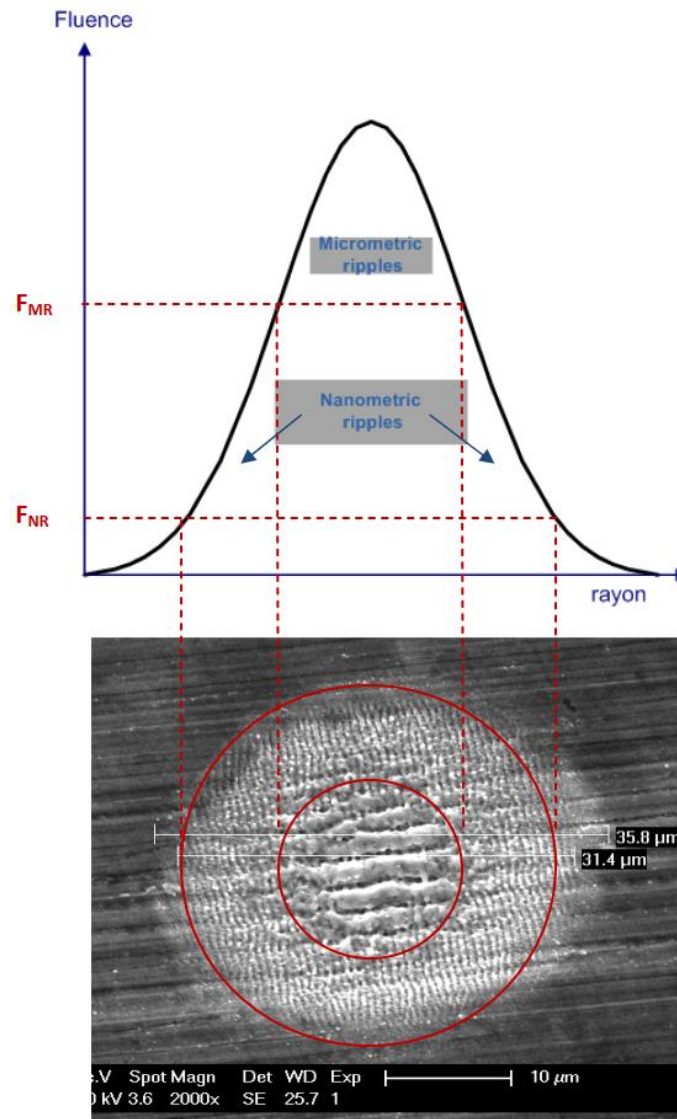 Fluence
Micrometric
ripples
F_MR
Nanometric
ripples
F_NR
rayon
35.8 µm
31.4 µm
c.V Spot Magn Det WD Exp 10 µm
0 kV 3.6 2000x SE 25.7 1